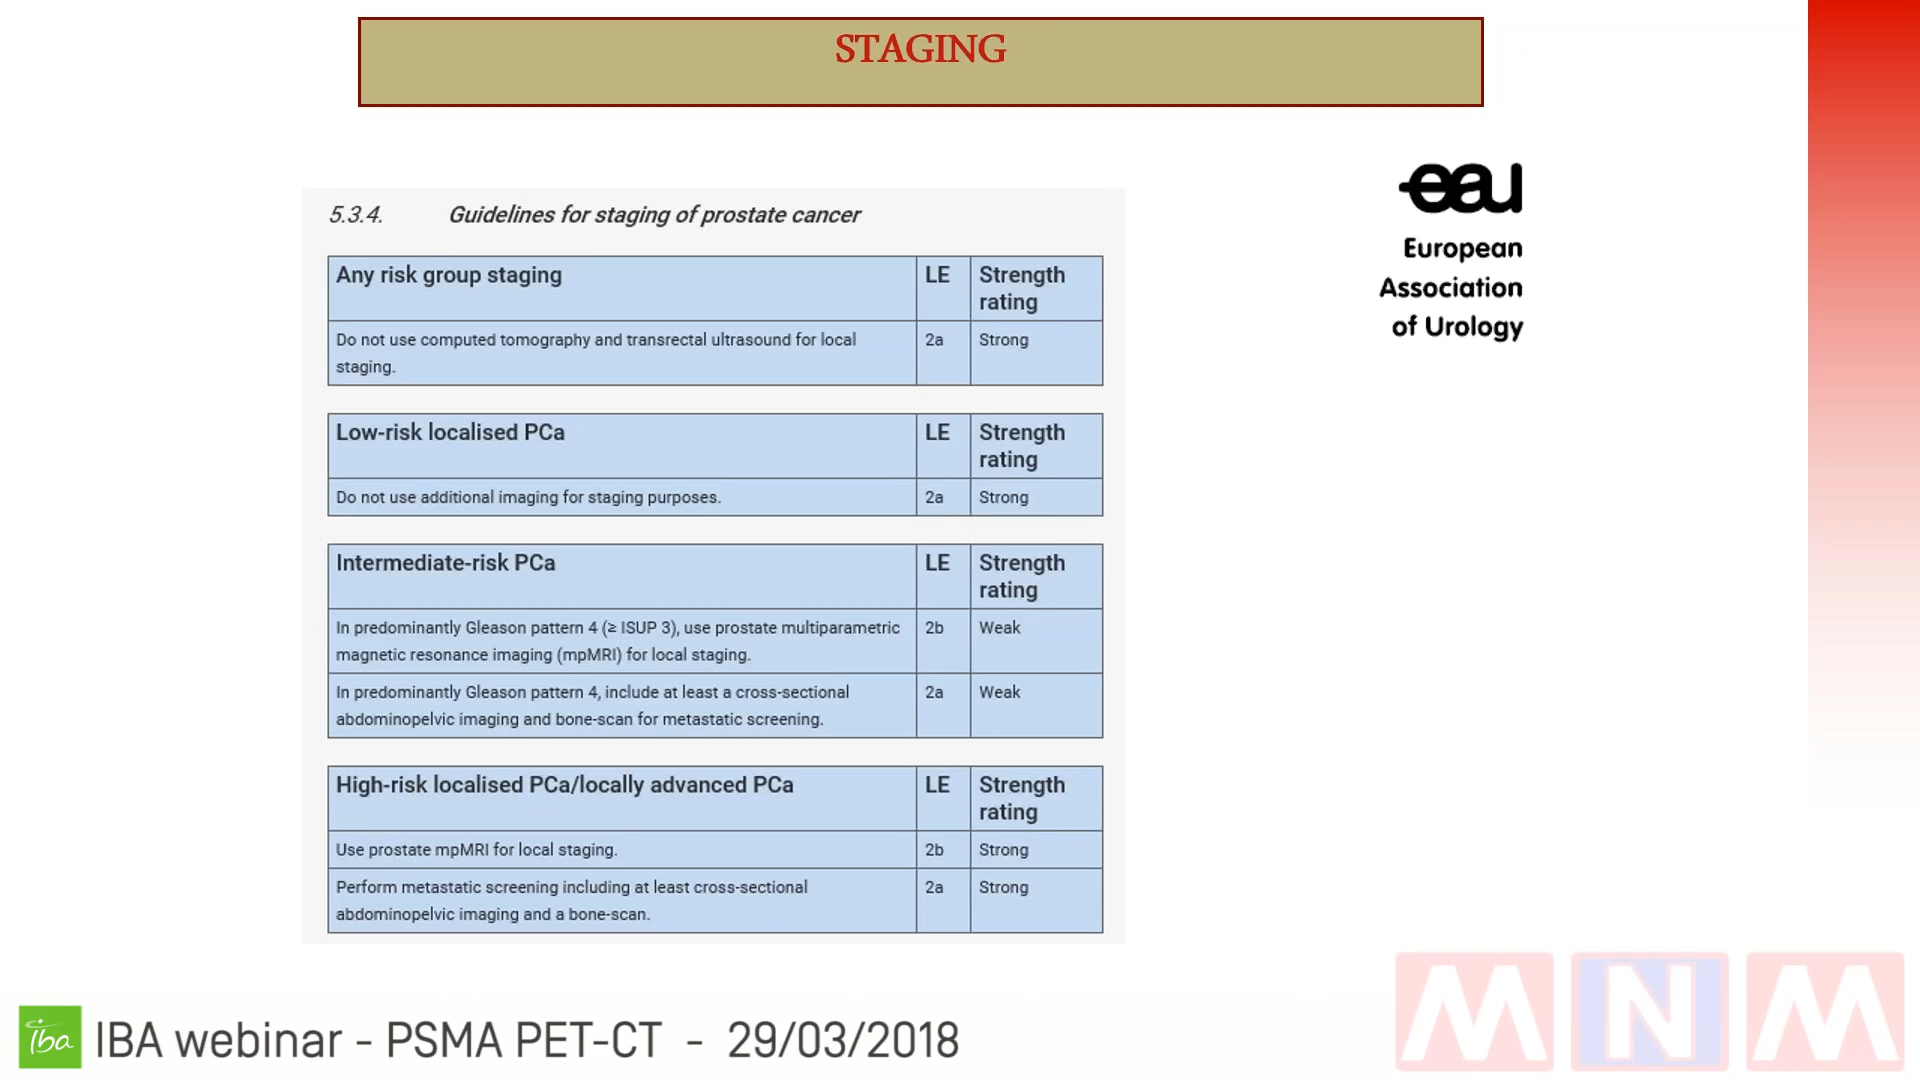 STAGING
eau
European
Association
of Urology
5.3.4. Guidelines for staging of prostate cancer
Any risk group staging LE Strength rating
Do not use computed tomography and transrectal ultrasound for local
staging. 2a Strong
Low-risk localised PCa LE Strength rating
Do not use additional imaging for staging purposes. 2a Strong
Intermediate-risk PCa LE Strength rating
In predominantly Gleason pattern 4 (≥ ISUP 3), use prostate multiparametric
magnetic resonance imaging (mpMRI) for local staging. 2b Weak
In predominantly Gleason pattern 4, include at least a cross-sectional
abdominopelvic imaging and bone-scan for metastatic screening. 2a Weak
High-risk localised PCa/locally advanced PCa LE Strength rating
Use prostate mpMRI for local staging. 2b Strong
Perform metastatic screening including at least cross-sectional
abdominopelvic imaging and a bone-scan. 2a Strong
iba IBA webinar - PSMA PET-CT - 29/03/2018
M N M